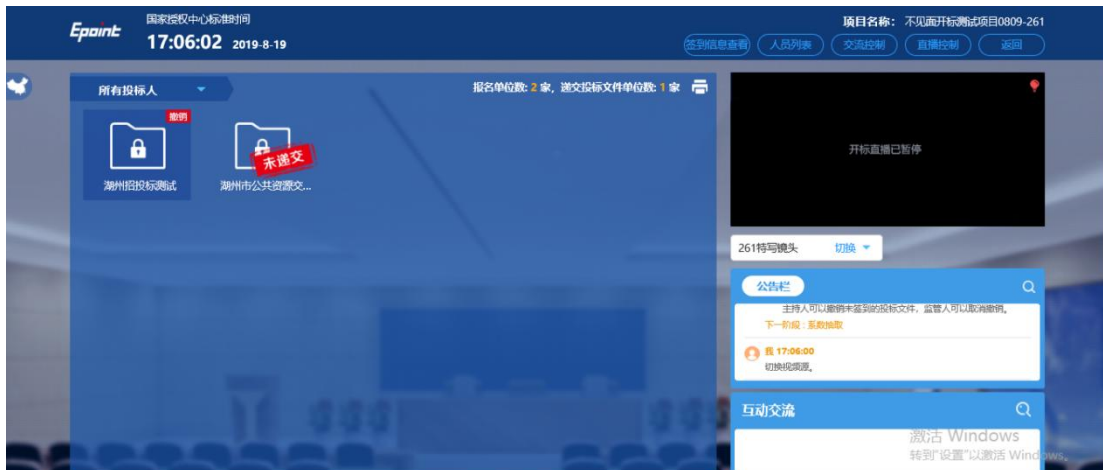 Epoint
国家授权中心标准时间
17:06:02 2019-8-19
项目名称: 不见面开标测试项目0809-261
签到信息查看 人员列表 交流控制 直播控制 返回
所有投标人
报名单位数: 2 家, 递交投标文件单位数: 1 家
撤销
未递交
湖州招投标测试
湖州市公共资源交...
开标直播已暂停
261特写镜头 切换
公告栏
主持人可以撤销未签到的投标文件, 监管人可以取消撤销。
下一阶段 : 系数抽取
我 17:06:00
切换视频源。
互动交流
激活 Windows
转到"设置"以激活 Windows。